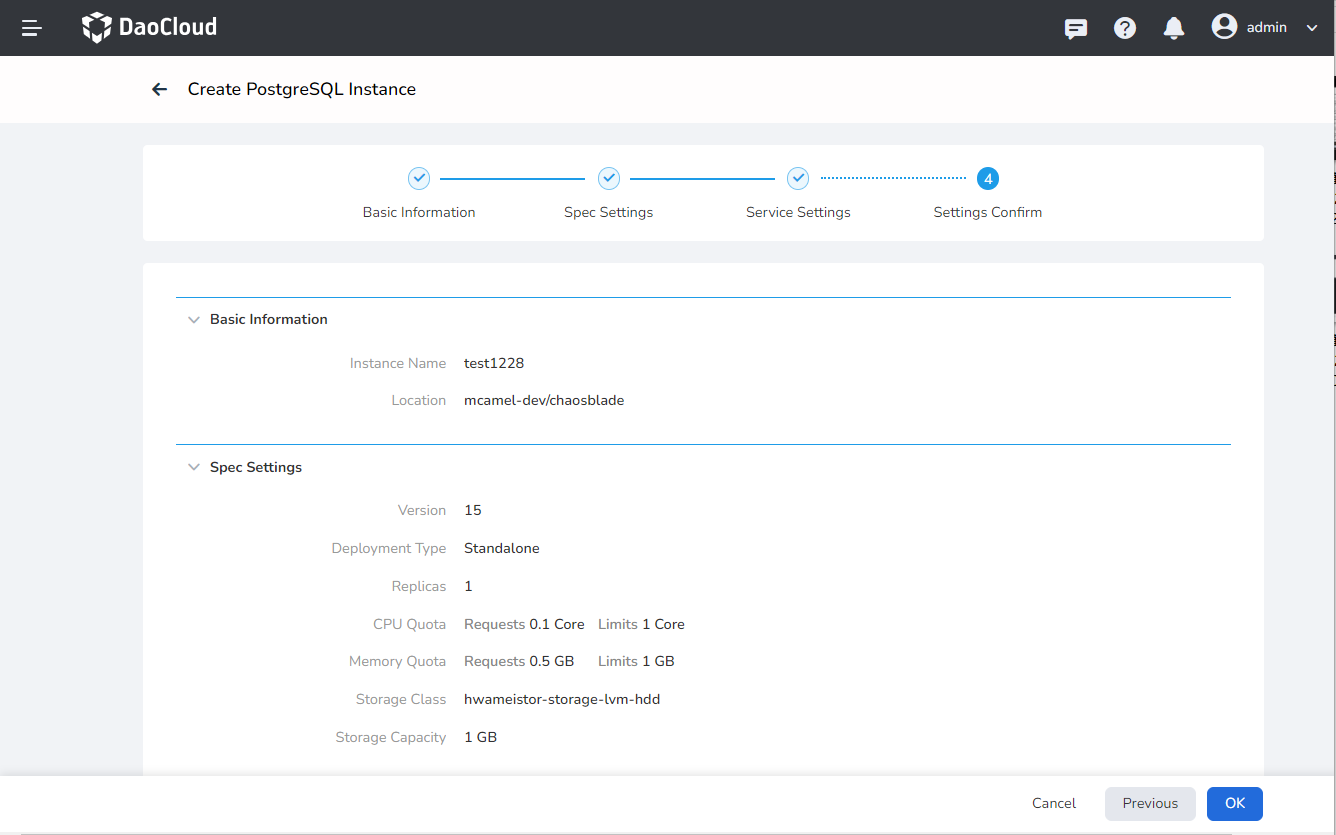 DaoCloud
admin
Create PostgreSQL Instance
4
Basic Information
Spec Settings
Service Settings
Settings Confirm
Basic Information
Instance Name test1228
Location mcamel-dev/chaosblade
Spec Settings
Version 15
Deployment Type Standalone
Replicas 1
CPU Quota Requests 0.1 Core Limits 1 Core
Memory Quota Requests 0.5 GB Limits 1 GB
Storage Class hwameistor-storage-lvm-hdd
Storage Capacity 1 GB
Cancel Previous OK